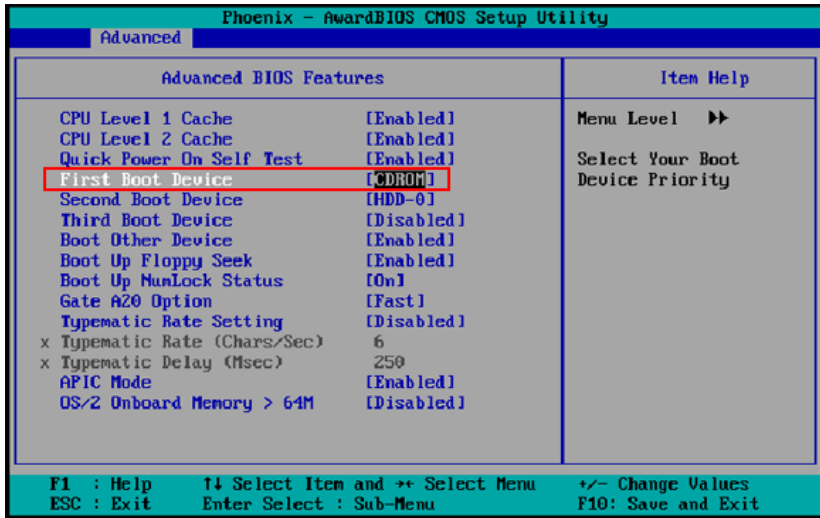 Phoenix - AwardBIOS CMOS Setup Utility
Advanced
Advanced BIOS Features
Item Help
CPU Level 1 Cache [Enabled]
CPU Level 2 Cache [Enabled]
Quick Power On Self Test [Enabled]
First Boot Device [CDROM]
Second Boot Device [HDD-0]
Third Boot Device [Disabled]
Boot Other Device [Enabled]
Boot Up Floppy Seek [Enabled]
Boot Up NumLock Status [On]
Gate A20 Option [Fast]
Typematic Rate Setting [Disabled]
x Typematic Rate (Chars/Sec) 6
x Typematic Delay (Msec) 250
APIC Mode [Enabled]
OS/2 Onboard Memory > 64M [Disabled]
Menu Level ▸▸
Select Your Boot
Device Priority
F1 : Help ↑↓ Select Item and →← Select Menu +/- Change Values
ESC : Exit Enter Select : Sub-Menu F10: Save and Exit